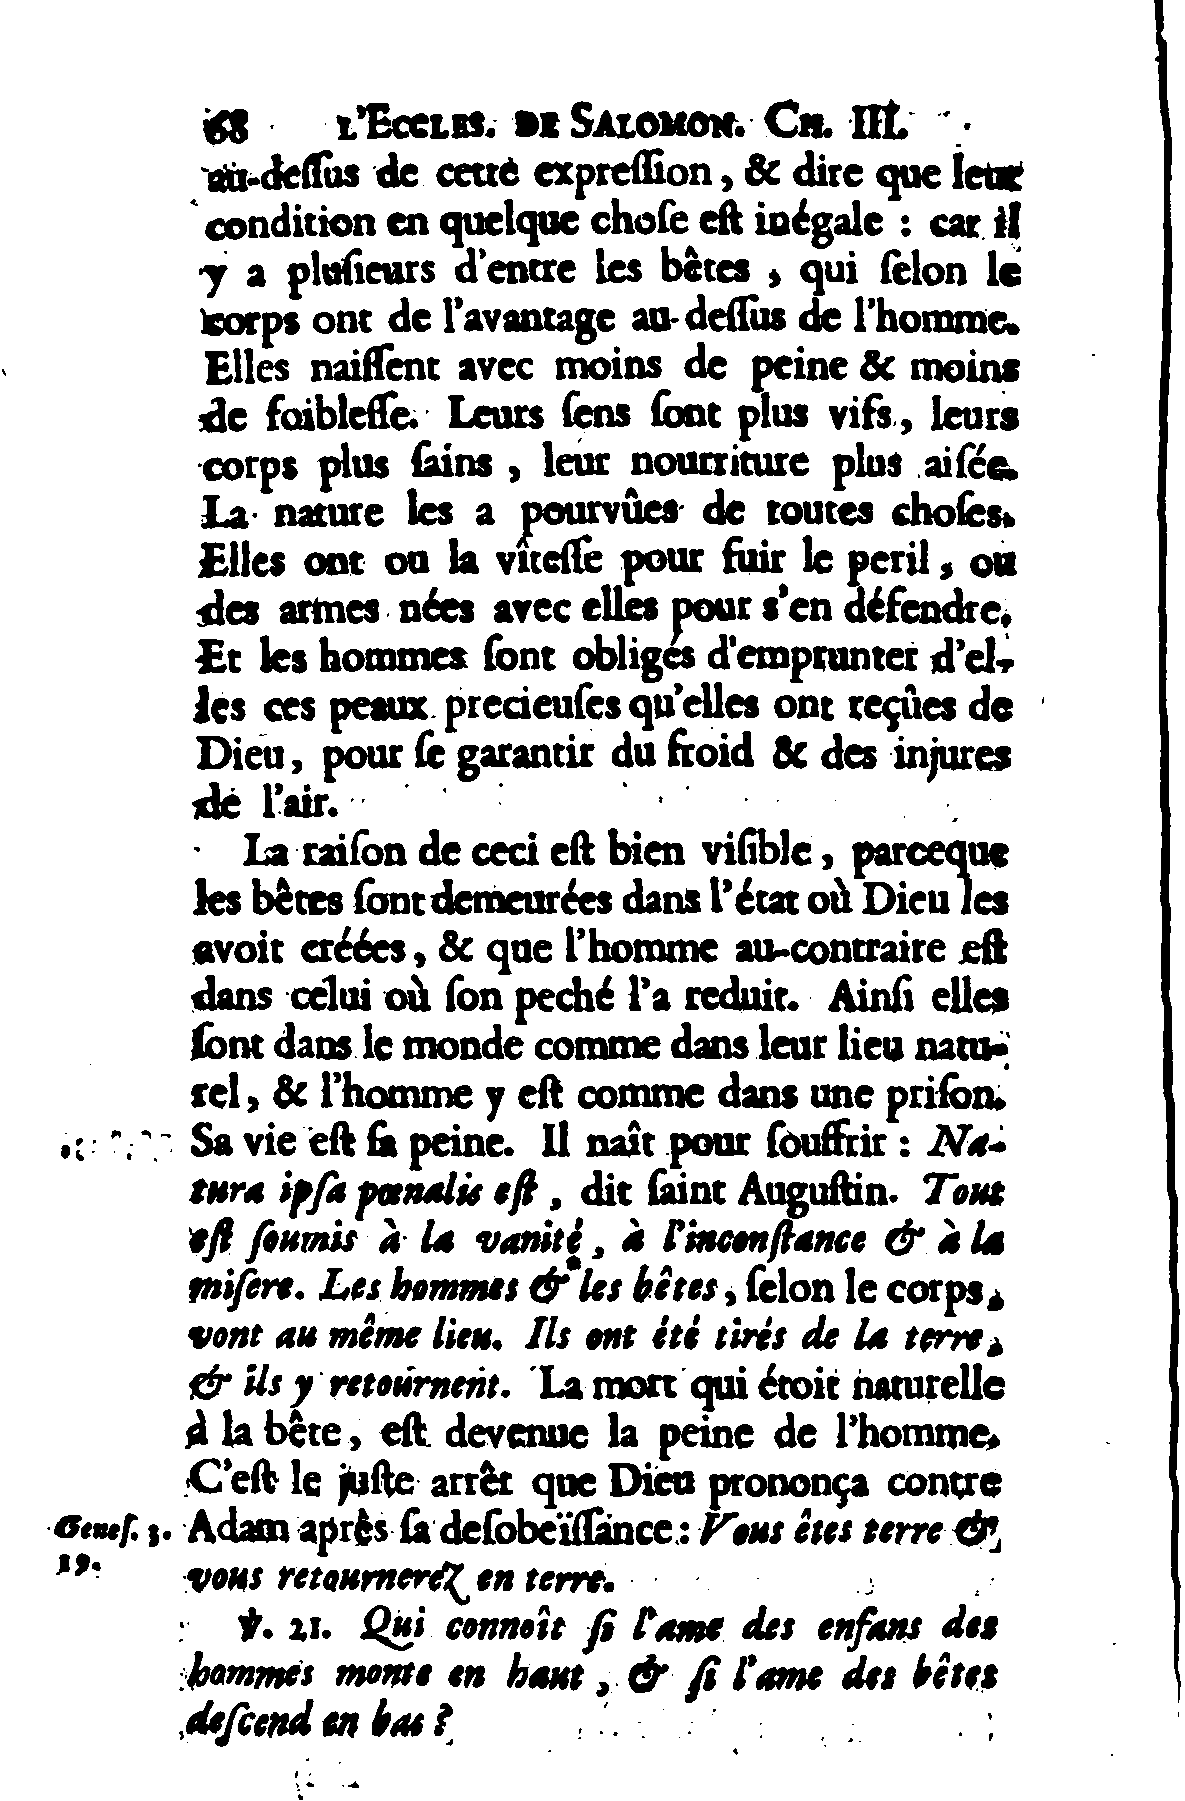 68 L'ECCLES. DE SALOMON. CH. III.
au-deſſus de cette expreſſion, & dire que leur
condition en quelque choſe eſt inégale : car il
y a pluſieurs d'entre les bêtes, qui ſelon le
corps ont de l'avantage au-deſſus de l'homme.
Elles naiſſent avec moins de peine & moins
de foibleſſe. Leurs ſens ſont plus vifs, leurs
corps plus ſains, leur nourriture plus aiſée.
La nature les a pourvûes de toutes choſes.
Elles ont ou la vîteſſe pour fuir le peril, ou
des armes nées avec elles pour s'en défendre.
Et les hommes ſont obligés d'emprunter d'el-
les ces peaux precieuſes qu'elles ont reçûes de
Dieu, pour ſe garantir du froid & des injures
de l'air.
La raiſon de ceci eſt bien viſible, parceque
les bêtes ſont demeurées dans l'état où Dieu les
avoit créées, & que l'homme au-contraire eſt
dans celui où ſon peché l'a reduit. Ainſi elles
ſont dans le monde comme dans leur lieu natu-
rel, & l'homme y eſt comme dans une priſon.
Sa vie eſt ſa peine. Il naît pour ſouffrir : Na-
tura ipſa pœnalis eſt, dit ſaint Auguſtin. Tout
eſt ſoumis à la vanité, à l'inconſtance & à la
miſere. Les hommes & les bêtes, ſelon le corps,
vont au même lieu. Ils ont été tirés de la terre,
& ils y retournent. La mort qui étoit naturelle
à la bête, eſt devenue la peine de l'homme.
C'eſt le juſte arrêt que Dieu prononça contre
Adam après ſa deſobeïſſance : Vous êtes terre &
Geneſ. 3.
19.
vous retournerez en terre.
℣. 21. Qui connoît ſi l'ame des enfans des
hommes monte en haut, & ſi l'ame des bêtes
deſcend en bas ?